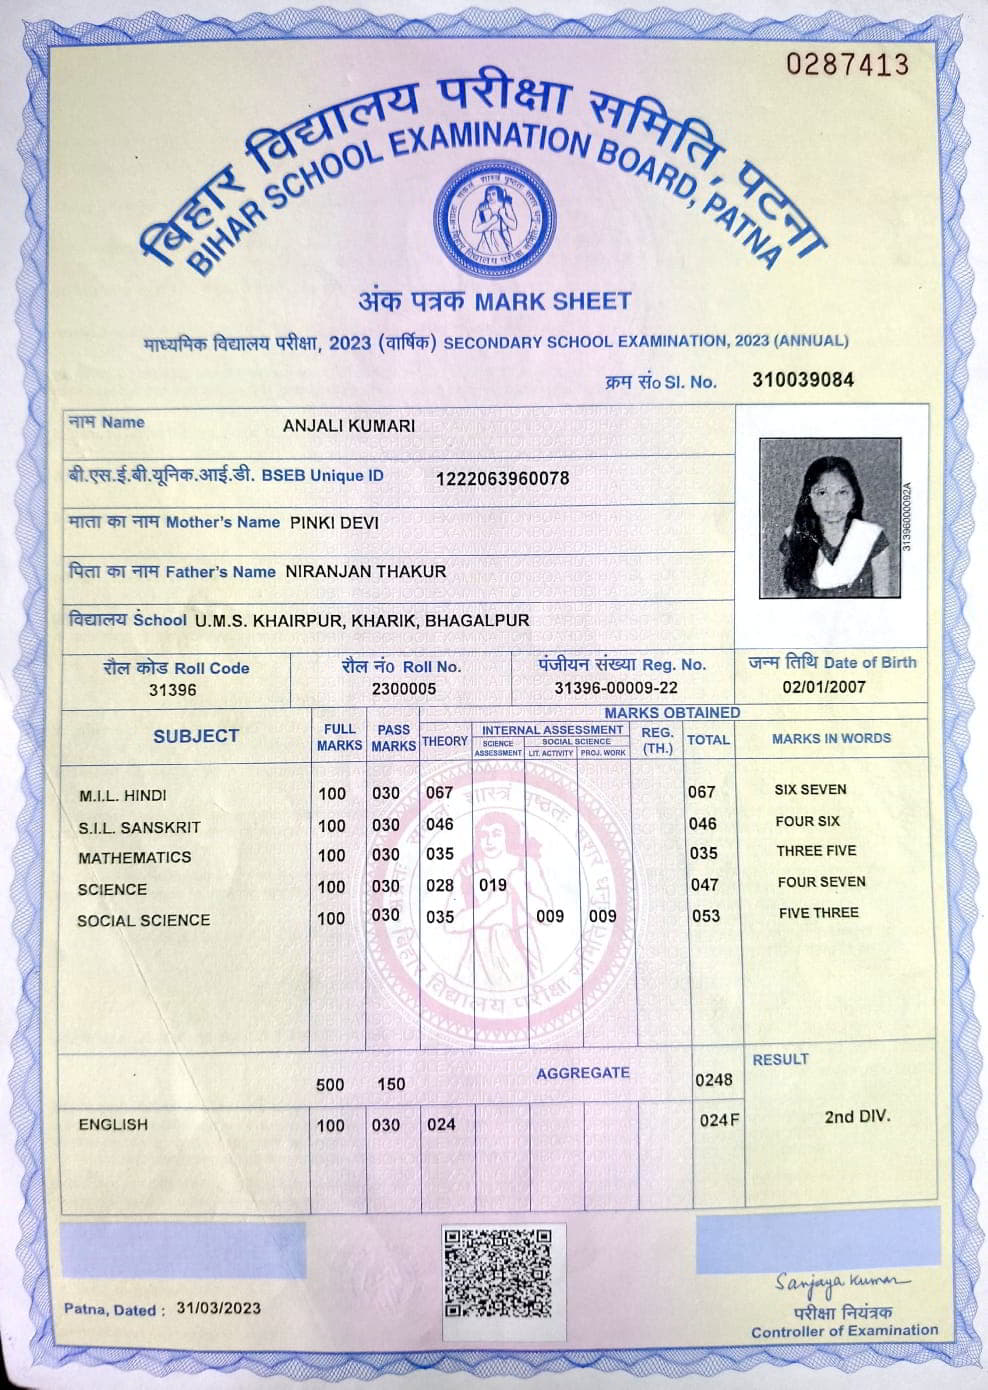 0287413
बिहार विद्यालय परीक्षा समिति, पटना
BIHAR SCHOOL EXAMINATION BOARD, PATNA
अंक पत्रक MARK SHEET
माध्यमिक विद्यालय परीक्षा, 2023 (वार्षिक) SECONDARY SCHOOL EXAMINATION, 2023 (ANNUAL)
क्रम सं० Sl. No. 310039084
नाम Name ANJALI KUMARI
बी.एस.ई.बी.यूनिक.आई.डी. BSEB Unique ID 1222063960078
माता का नाम Mother's Name PINKI DEVI
पिता का नाम Father's Name NIRANJAN THAKUR
विद्यालय School U.M.S. KHAIRPUR, KHARIK, BHAGALPUR
31396000092A
रौल कोड Roll Code रौल नं० Roll No. पंजीयन संख्या Reg. No. जन्म तिथि Date of Birth
31396 2300005 31396-00009-22 02/01/2007
SUBJECT FULL MARKS PASS MARKS MARKS OBTAINED
THEORY INTERNAL ASSESSMENT REG. (TH.) TOTAL MARKS IN WORDS
SCIENCE ASSESSMENT SOCIAL SCIENCE
LIT. ACTIVITY PROJ. WORK
M.I.L. HINDI 100 030 067 067 SIX SEVEN
S.I.L. SANSKRIT 100 030 046 046 FOUR SIX
MATHEMATICS 100 030 035 035 THREE FIVE
SCIENCE 100 030 028 019 047 FOUR SEVEN
SOCIAL SCIENCE 100 030 035 009 009 053 FIVE THREE
500 150 AGGREGATE 0248 RESULT
ENGLISH 100 030 024 024F 2nd DIV.
Patna, Dated : 31/03/2023
Sanjaya Kumar
परीक्षा नियंत्रक
Controller of Examination